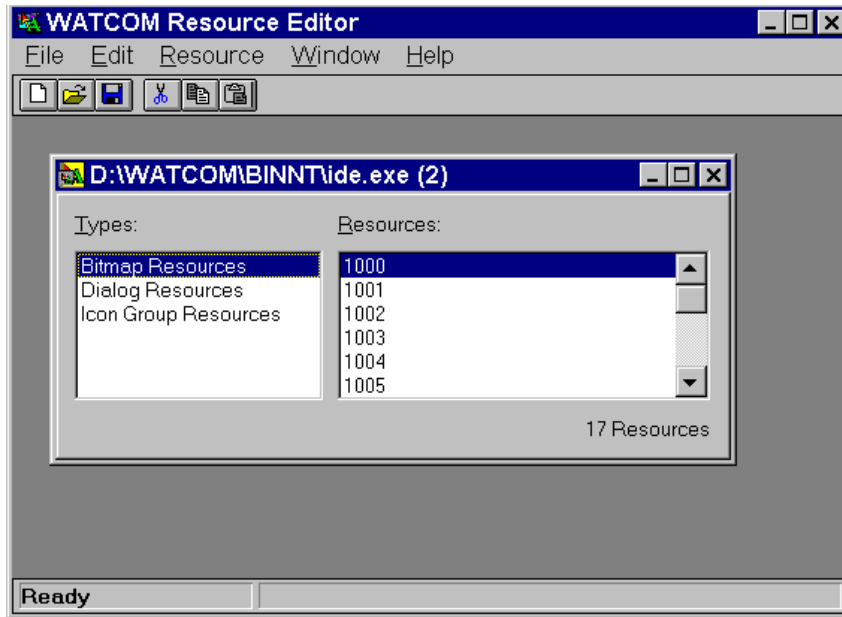 WATCOM Resource Editor
File Edit Resource Window Help
D:\WATCOM\BINNT\ide.exe (2)
Types: Resources:
Bitmap Resources 1000
Dialog Resources 1001
Icon Group Resources 1002
1003
1004
1005
17 Resources
Ready